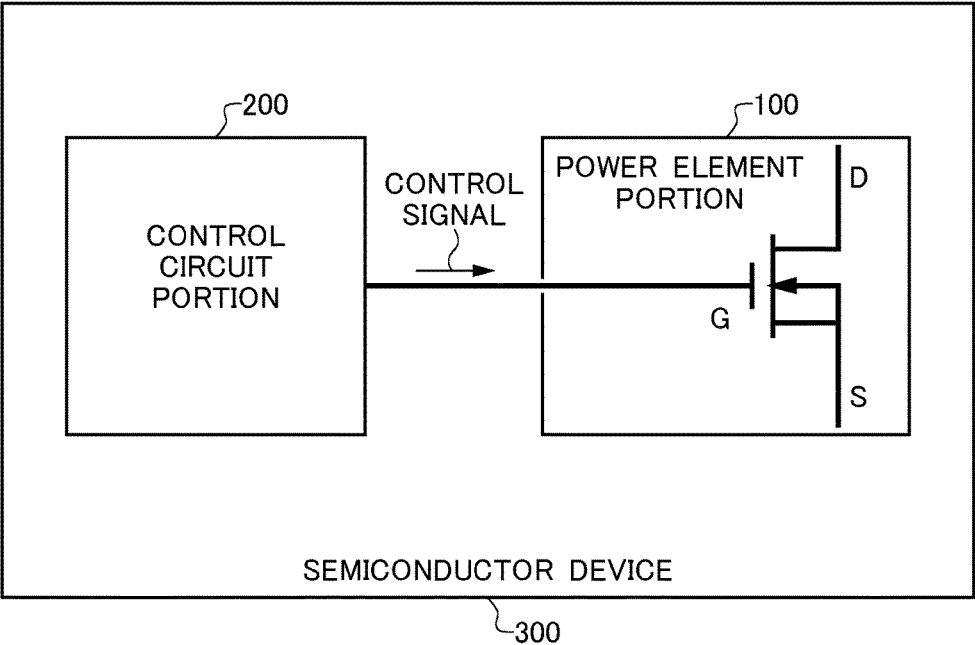 200
100
CONTROL
CIRCUIT
PORTION
CONTROL
SIGNAL
POWER ELEMENT
PORTION
D
G
S
SEMICONDUCTOR DEVICE
300